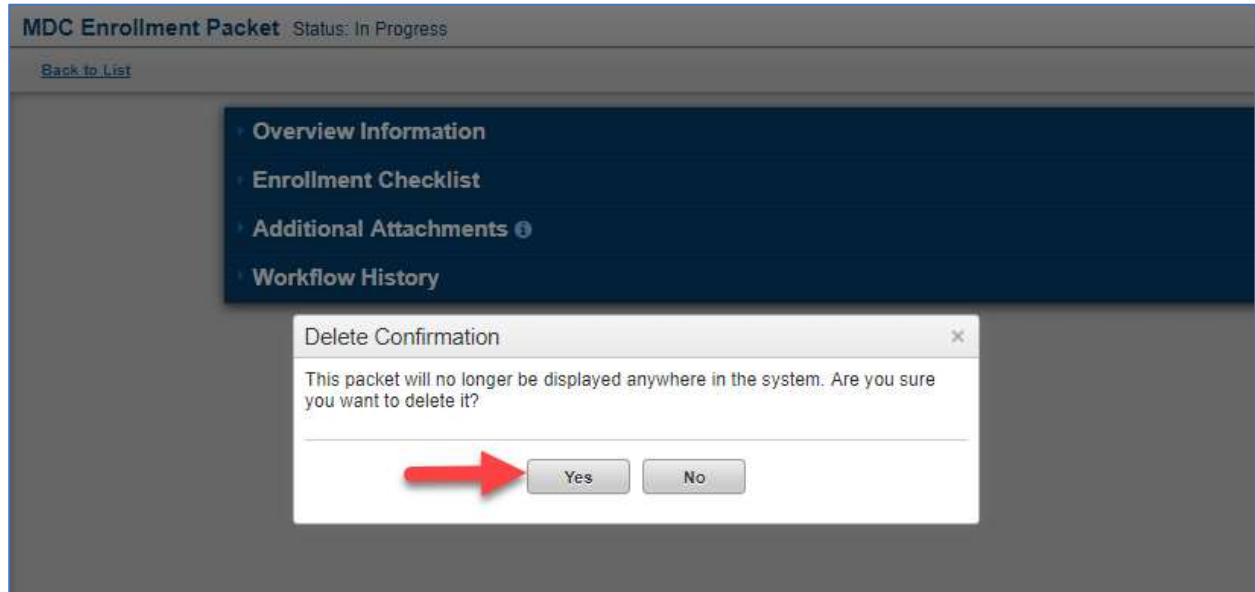 MDC Enrollment Packet Status: In Progress
Back to List
Overview Information
Enrollment Checklist
Additional Attachments
Workflow History
Delete Confirmation
This packet will no longer be displayed anywhere in the system. Are you sure
you want to delete it?
Yes No